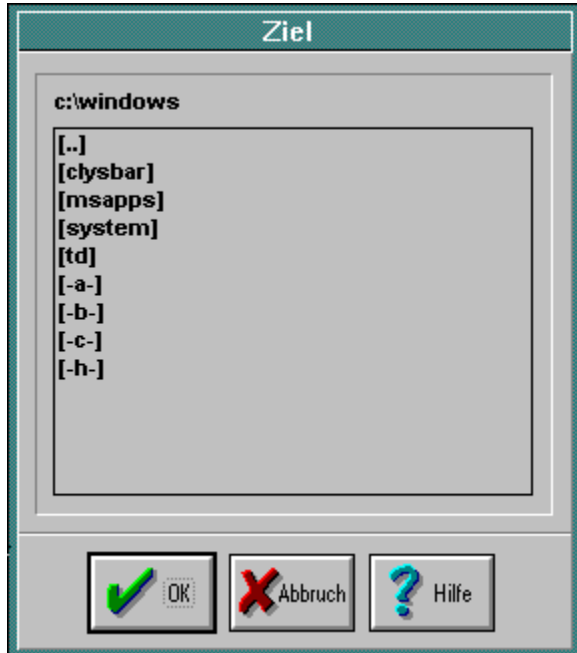 Ziel
c:\windows
[..]
[clysbar]
[msapps]
[system]
[td]
[-a-]
[-b-]
[-c-]
[-h-]
OK
Abbruch
Hilfe